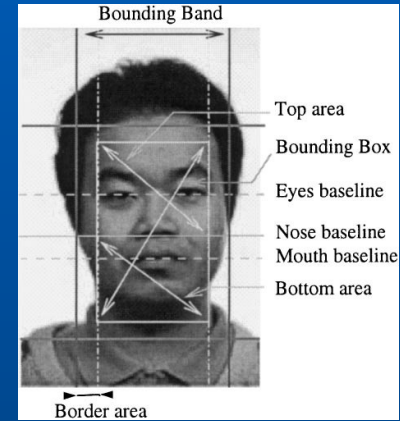 Bounding Band
Top area
Bounding Box
Eyes baseline
Nose baseline
Mouth baseline
Bottom area
Border area